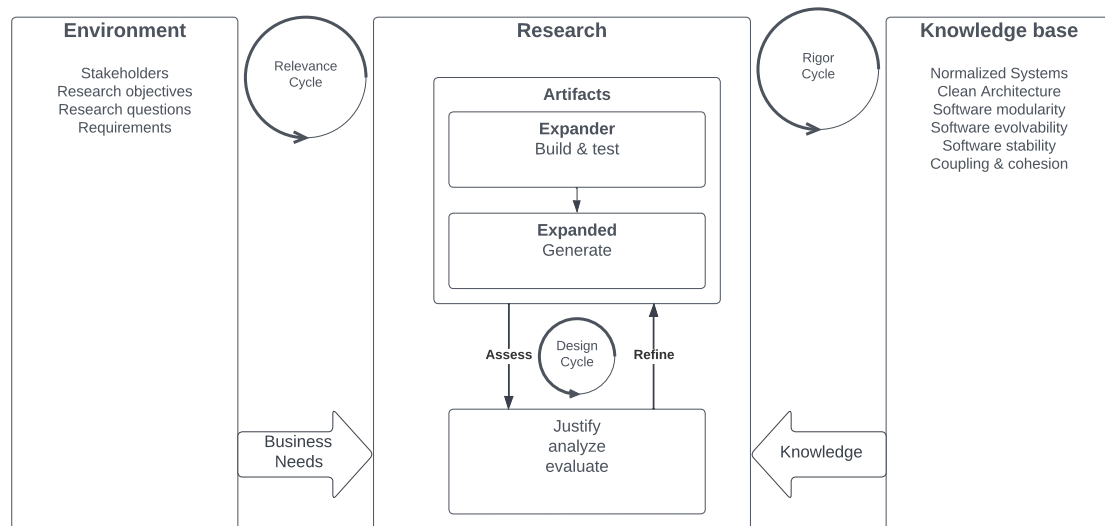 Environment
Stakeholders
Research objectives
Research questions
Requirements
Relevance
Cycle
Business
Needs
Research
Artifacts
Expander
Build & test
Expanded
Generate
Assess
Design
Cycle
Refine
Justify
analyze
evaluate
Rigor
Cycle
Knowledge
Knowledge base
Normalized Systems
Clean Architecture
Software modularity
Software evolvability
Software stability
Coupling & cohesion